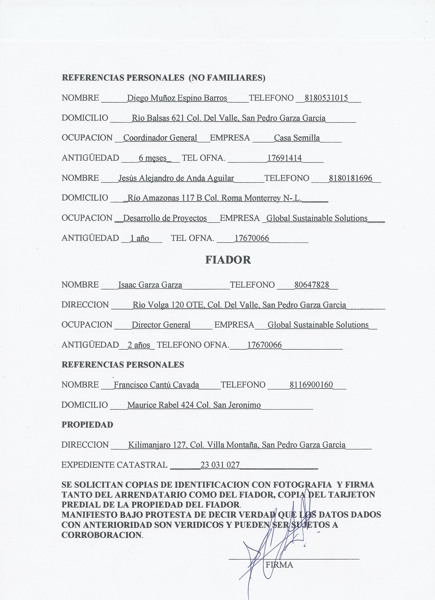 REFERENCIAS PERSONALES (NO FAMILIARES)
NOMBRE Diego Muñoz Espino Barros TELEFONO 8180531015
DOMICILIO Río Balsas 621 Col. Del Valle, San Pedro Garza Garcia
OCUPACION Coordinador General EMPRESA Casa Semilla
ANTIGÜEDAD 6 meses TEL OFNA. 17691414
NOMBRE Jesús Alejandro de Anda Aguilar TELEFONO 8180181696
DOMICILIO Río Amazonas 117 B Col. Roma Monterrey N-.L.
OCUPACION Desarrollo de Proyectos EMPRESA Global Sustainable Solutions
ANTIGÜEDAD 1 año TEL OFNA. 17670066
FIADOR
NOMBRE Isaac Garza Garza TELEFONO 80647828
DIRECCION Río Volga 120 OTE, Col. Del Valle, San Pedro Garza Garcia
OCUPACION Director General EMPRESA Global Sustainable Solutions
ANTIGÜEDAD 2 años TELEFONO OFNA. 17670066
REFERENCIAS PERSONALES
NOMBRE Francisco Cantú Cavada TELEFONO 8116900160
DOMICILIO Maurice Rabel 424 Col. San Jeronimo
PROPIEDAD
DIRECCION Kilimanjaro 127, Col. Villa Montaña, San Pedro Garza Garcia
EXPEDIENTE CATASTRAL 23 031 027
SE SOLICITAN COPIAS DE IDENTIFICACION CON FOTOGRAFIA Y FIRMA
TANTO DEL ARRENDATARIO COMO DEL FIADOR, COPIA DEL TARJETON
PREDIAL DE LA PROPIEDAD DEL FIADOR.
MANIFIESTO BAJO PROTESTA DE DECIR VERDAD QUE LOS DATOS DADOS
CON ANTERIORIDAD SON VERIDICOS Y PUEDEN SER SUJETOS A
CORROBORACION.
FIRMA